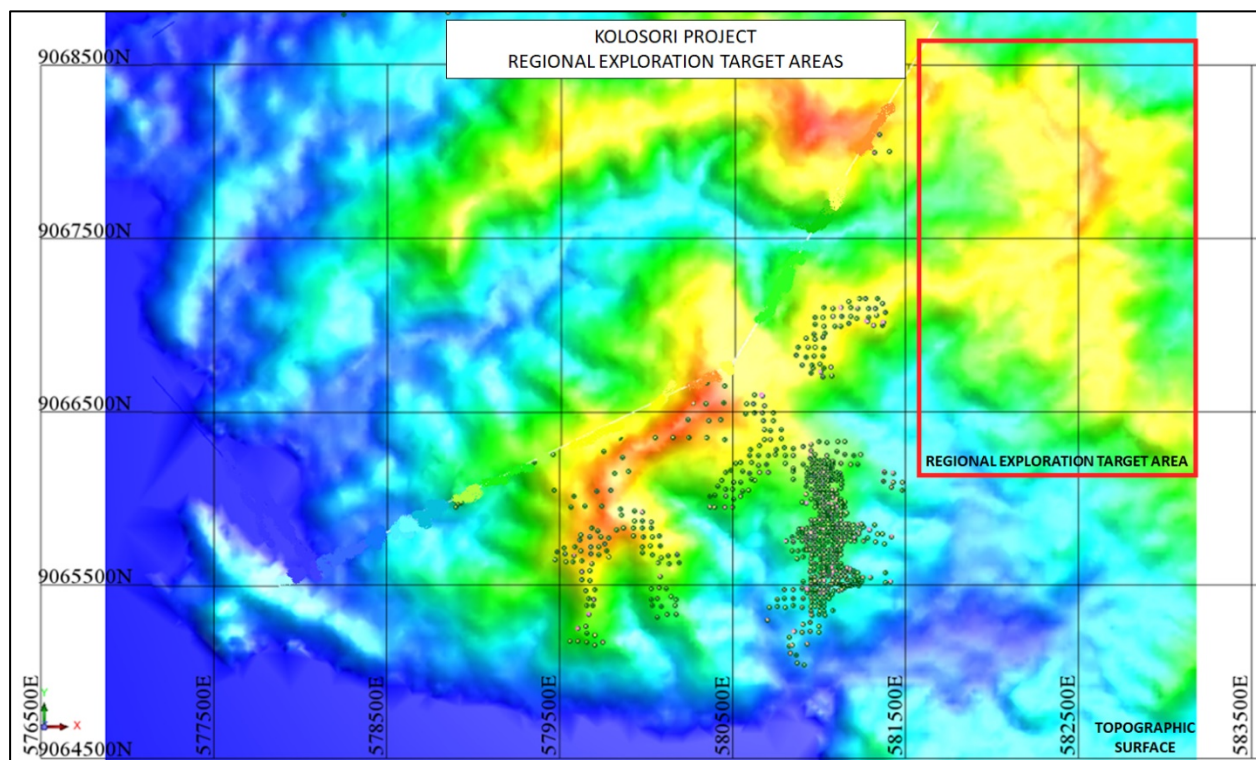 KOLOSORI PROJECT
REGIONAL EXPLORATION TARGET AREAS
9068500N
9067500N
9066500N
REGIONAL EXPLORATION TARGET AREA
9065500N
576500E
577500E
578500E
579500E
580500E
581500E
582500E
583500E
Y
X
TOPOGRAPHIC
SURFACE
9064500N